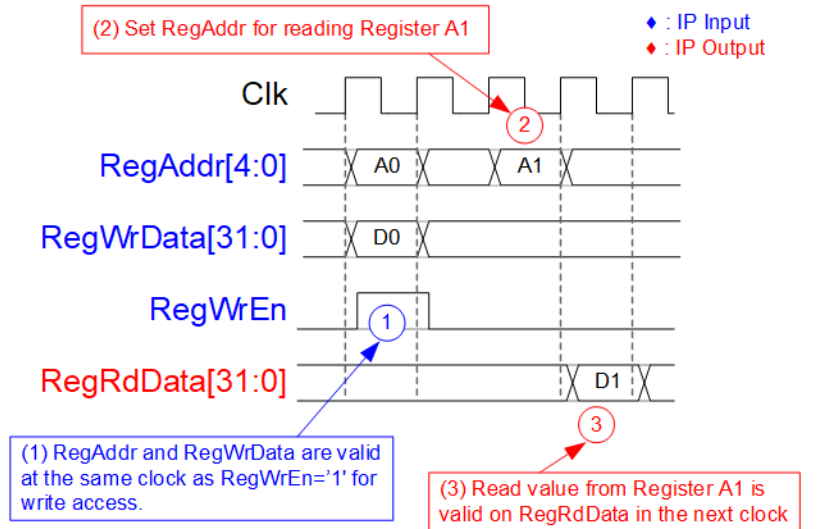 (2) Set RegAddr for reading Register A1
♦ : IP Input
♦ : IP Output
Clk
2
RegAddr[4:0]
A0
A1
RegWrData[31:0]
D0
RegWrEn
1
RegRdData[31:0]
D1
3
(1) RegAddr and RegWrData are valid
at the same clock as RegWrEn=’1' for
write access.
(3) Read value from Register A1 is
valid on RegRdData in the next clock